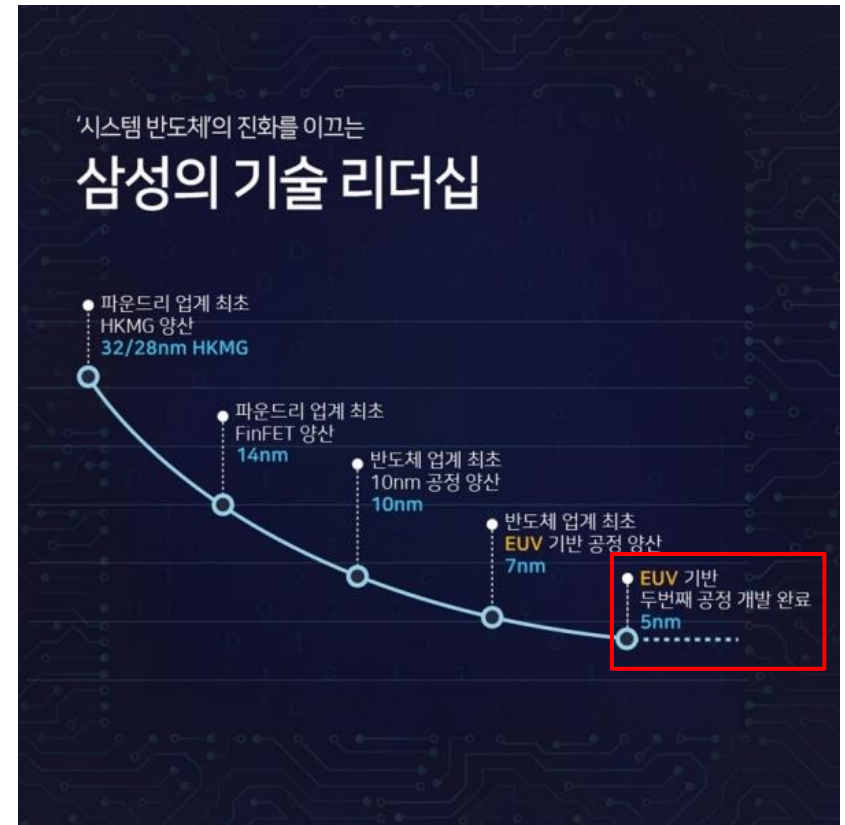 '시스템 반도체'의 진화를 이끄는
삼성의 기술 리더십
파운드리 업계 최초
HKMG 양산
32/28nm HKMG
파운드리 업계 최초
FinFET 양산
14nm
반도체 업계 최초
10nm 공정 양산
10nm
반도체 업계 최초
EUV 기반 공정 양산
7nm
EUV 기반
두번째 공정 개발 완료
5nm